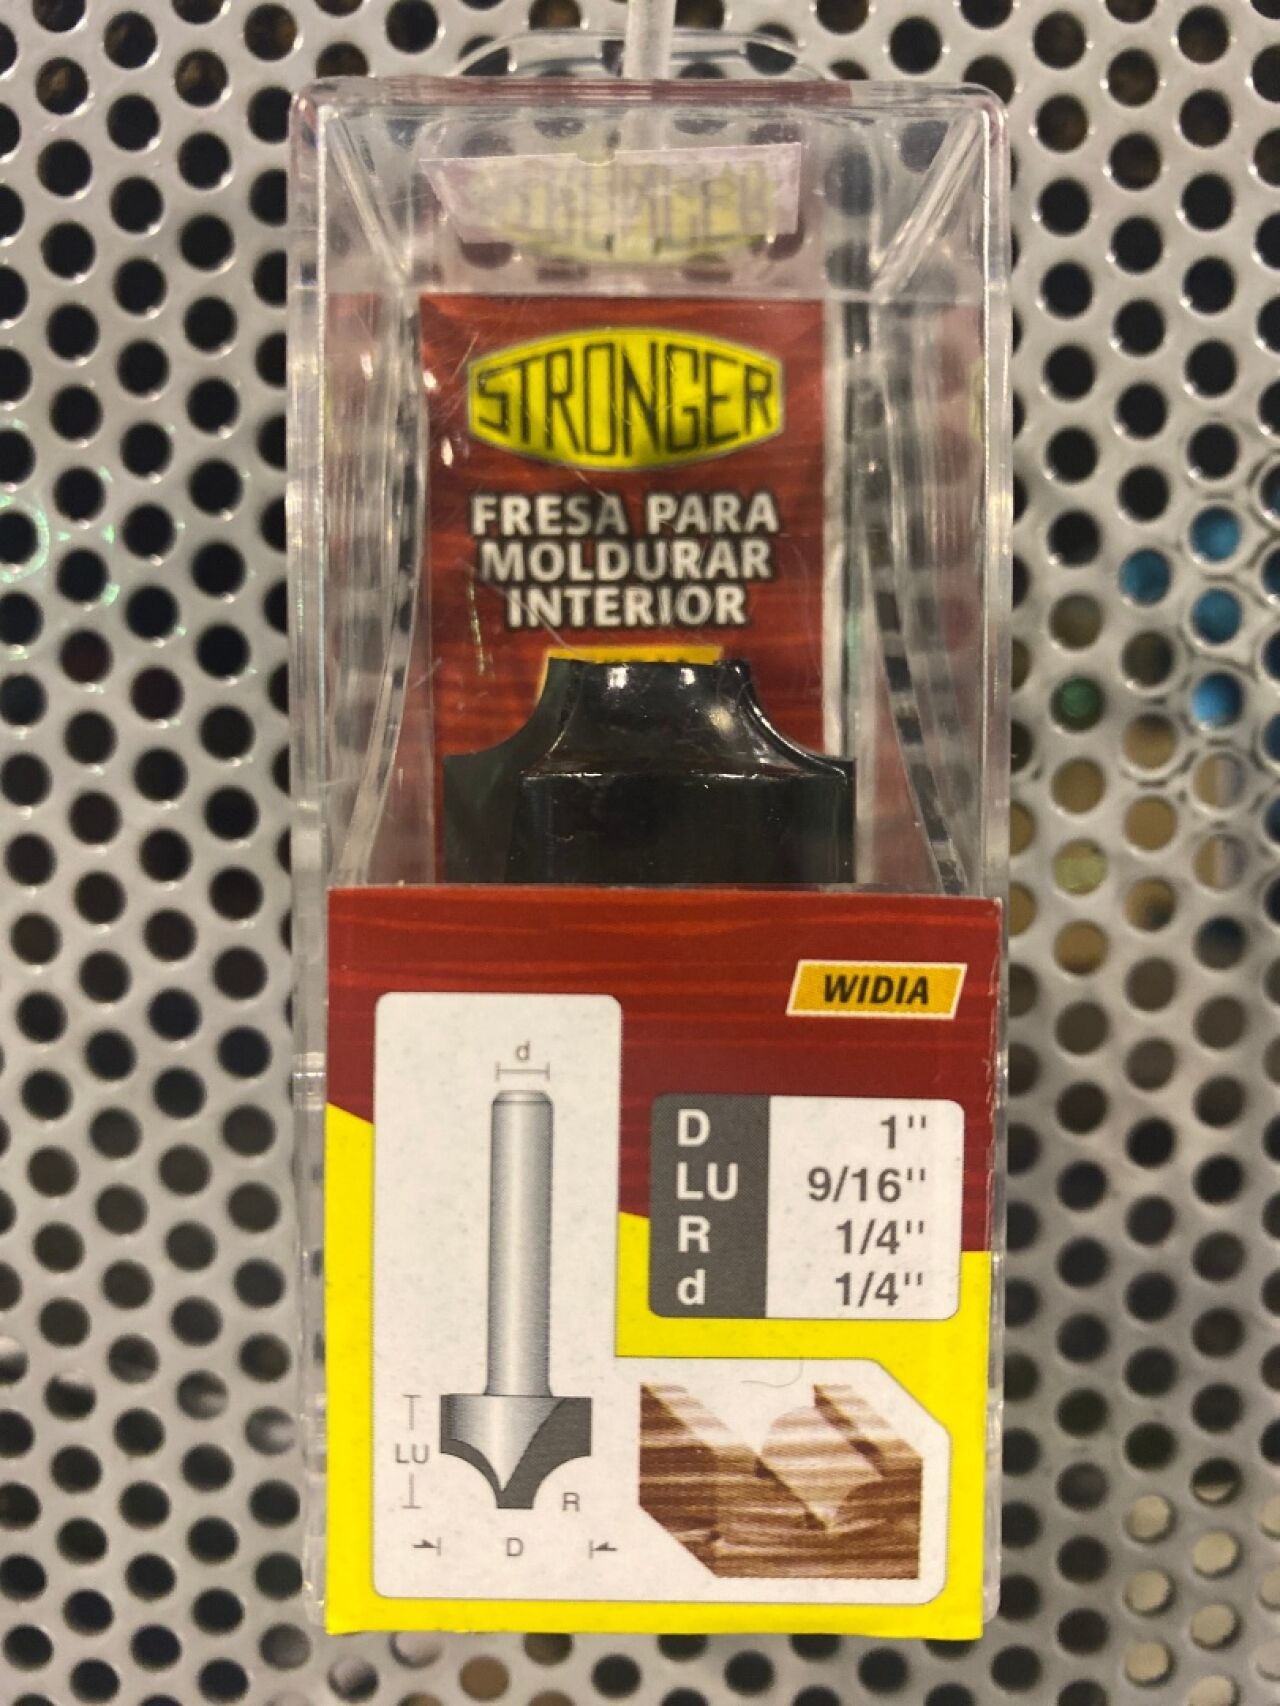 STRONGER
FRESA PARA
MOLDURAR
INTERIOR
WIDIA
d
D 1"
LU 9/16"
R 1/4"
d 1/4"
LU
R
D